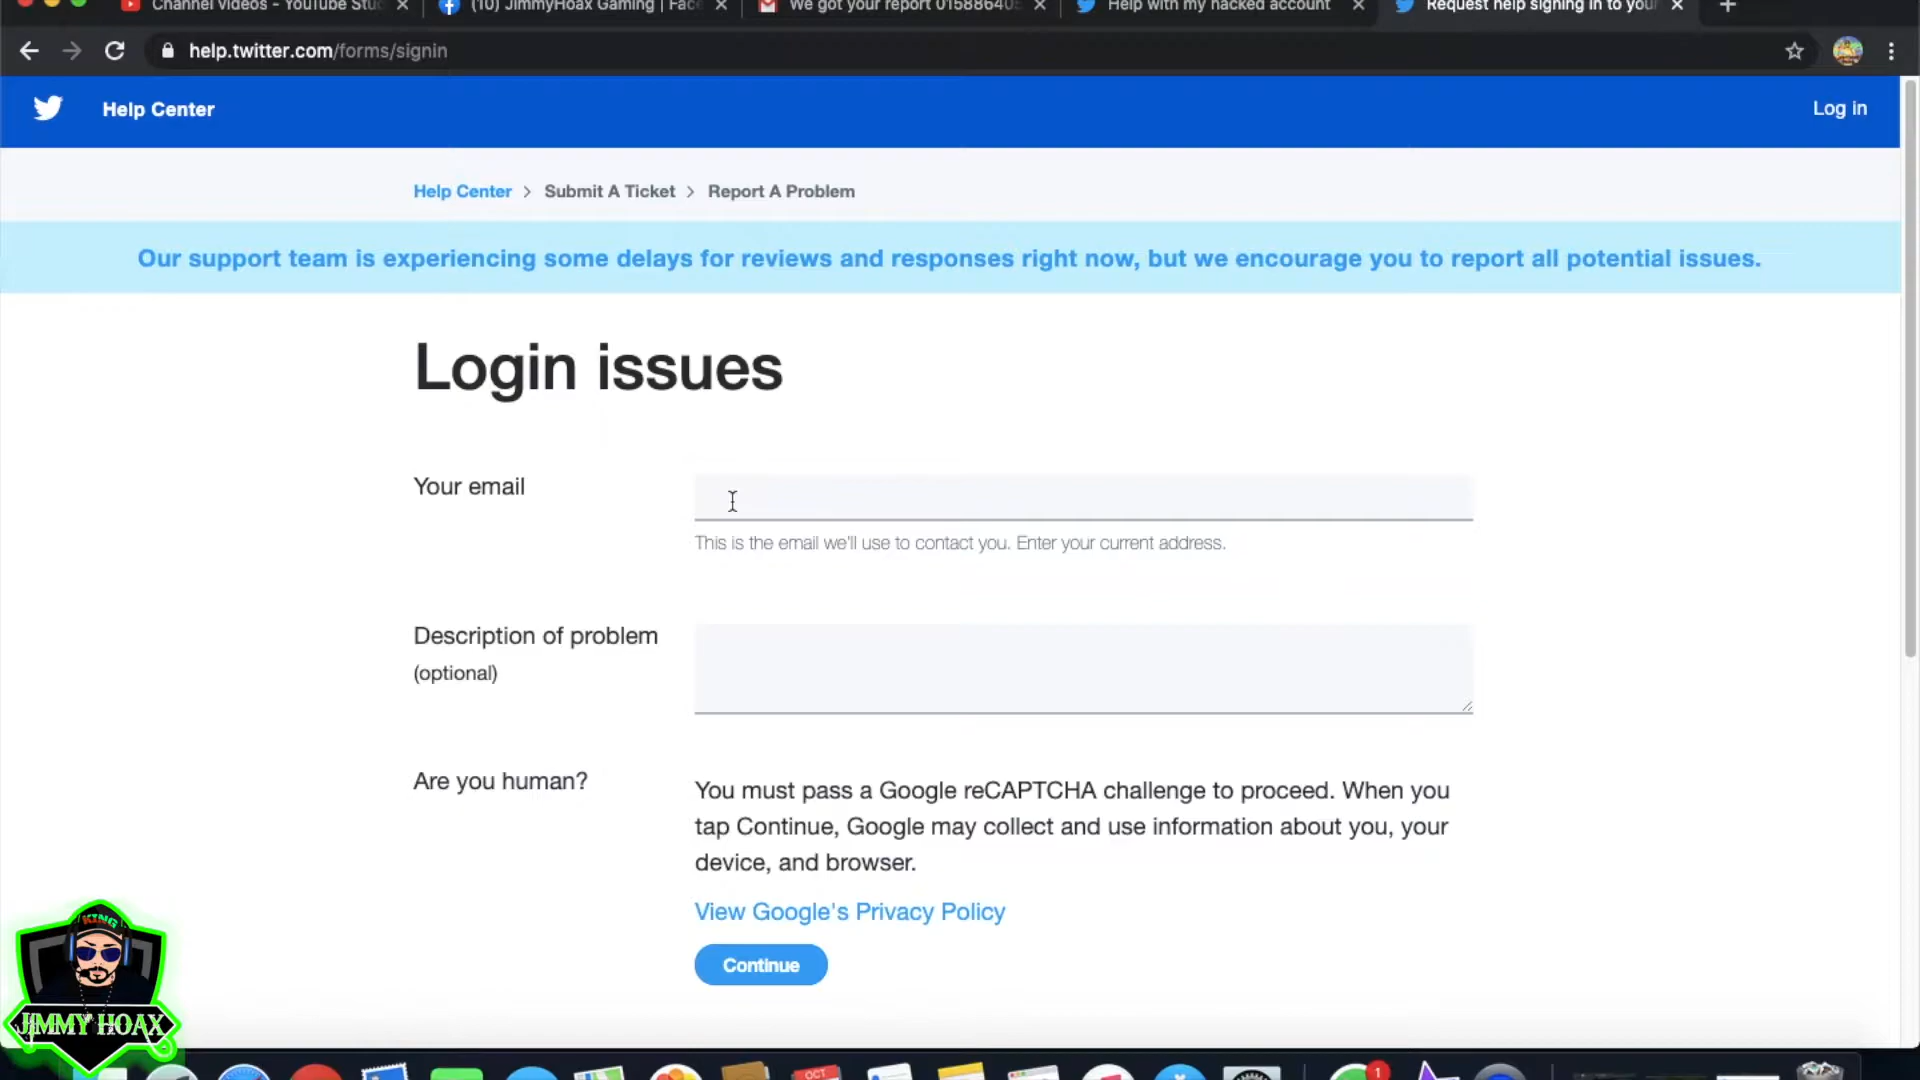 Channel videos - YouTube Stu
(10) JimmyHoax Gaming | Fac
We got your report 01588640
Help with my hacked account
Request help signing in to your
help.twitter.com/forms/signin
Help Center
Log in
Help Center > Submit A Ticket > Report A Problem
Our support team is experiencing some delays for reviews and responses right now, but we encourage you to report all potential issues.
Login issues
Your email
This is the email we'll use to contact you. Enter your current address.
Description of problem
(optional)
Are you human?
You must pass a Google reCAPTCHA challenge to proceed. When you
tap Continue, Google may collect and use information about you, your
device, and browser.
View Google's Privacy Policy
Continue
KING
JIMMY HOAX
OCT
1